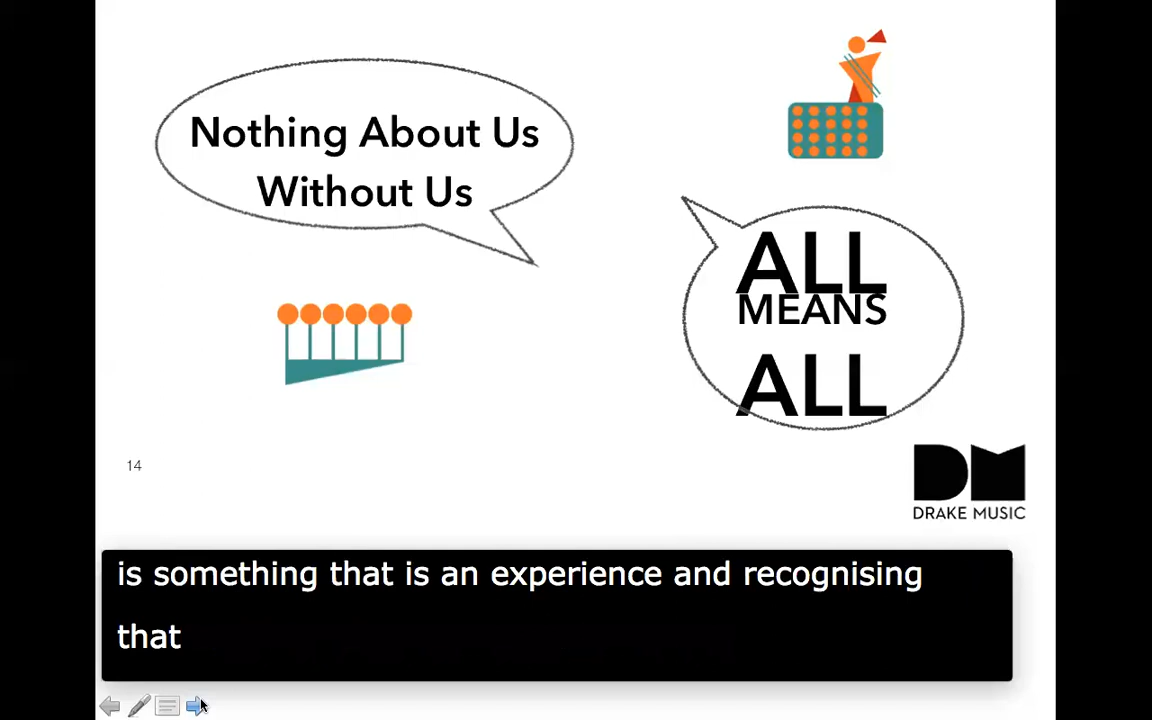 Nothing About Us
Without Us
ALL
MEANS
ALL
14
DM
DRAKE MUSIC
is something that is an experience and recognising
that